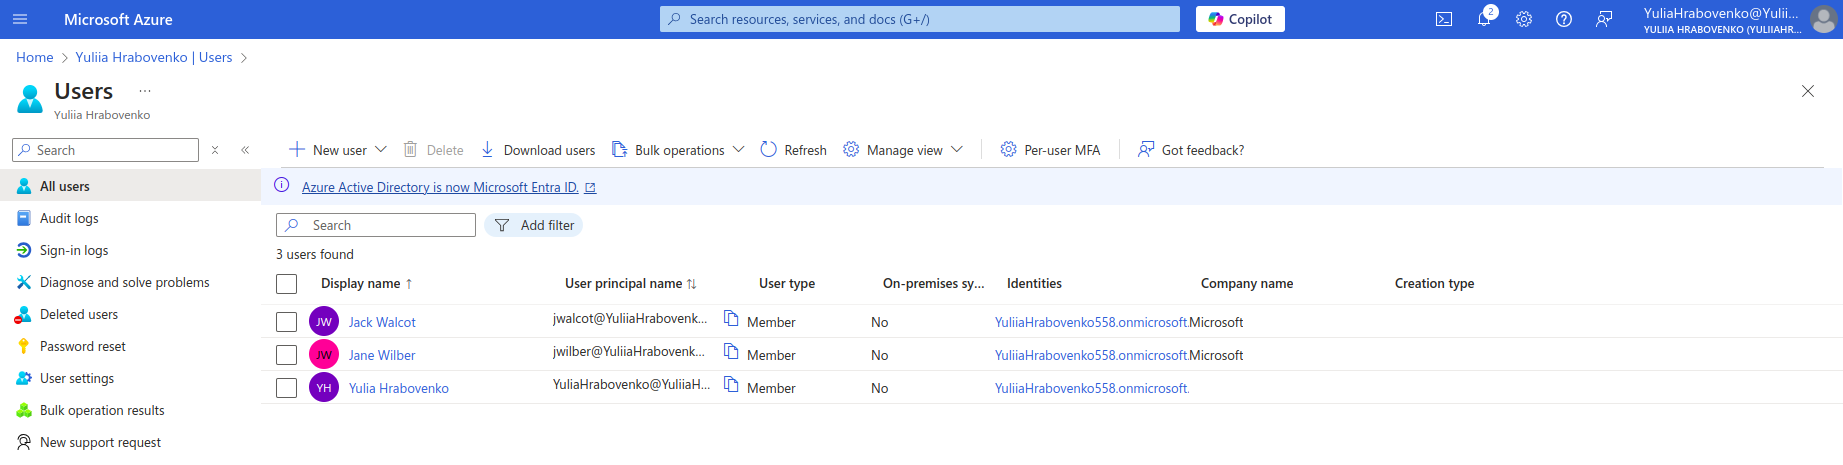 Microsoft Azure
Search resources, services, and docs (G+/)
Copilot
2
YuliaHrabovenko@Yulii...
YULIIA HRABOVENKO (YULIIAHR...
Home > Yuliia Hrabovenko | Users >
Users ...
Yuliia Hrabovenko
Search
New user
Delete
Download users
Bulk operations
Refresh
Manage view
Per-user MFA
Got feedback?
All users
Audit logs
Sign-in logs
Diagnose and solve problems
Deleted users
Password reset
User settings
Bulk operation results
New support request
Azure Active Directory is now Microsoft Entra ID.
Search
Add filter
3 users found
Display name ↑ User principal name ↑↓ User type On-premises sy... Identities Company name Creation type
JW Jack Walcot jwalcot@YuliiaHrabovenk... Member No YuliiaHrabovenko558.onmicrosoft. Microsoft
JW Jane Wilber jwilber@YuliiaHrabovenk... Member No YuliiaHrabovenko558.onmicrosoft. Microsoft
YH Yulia Hrabovenko YuliaHrabovenko@YuliiaH... Member No YuliiaHrabovenko558.onmicrosoft.